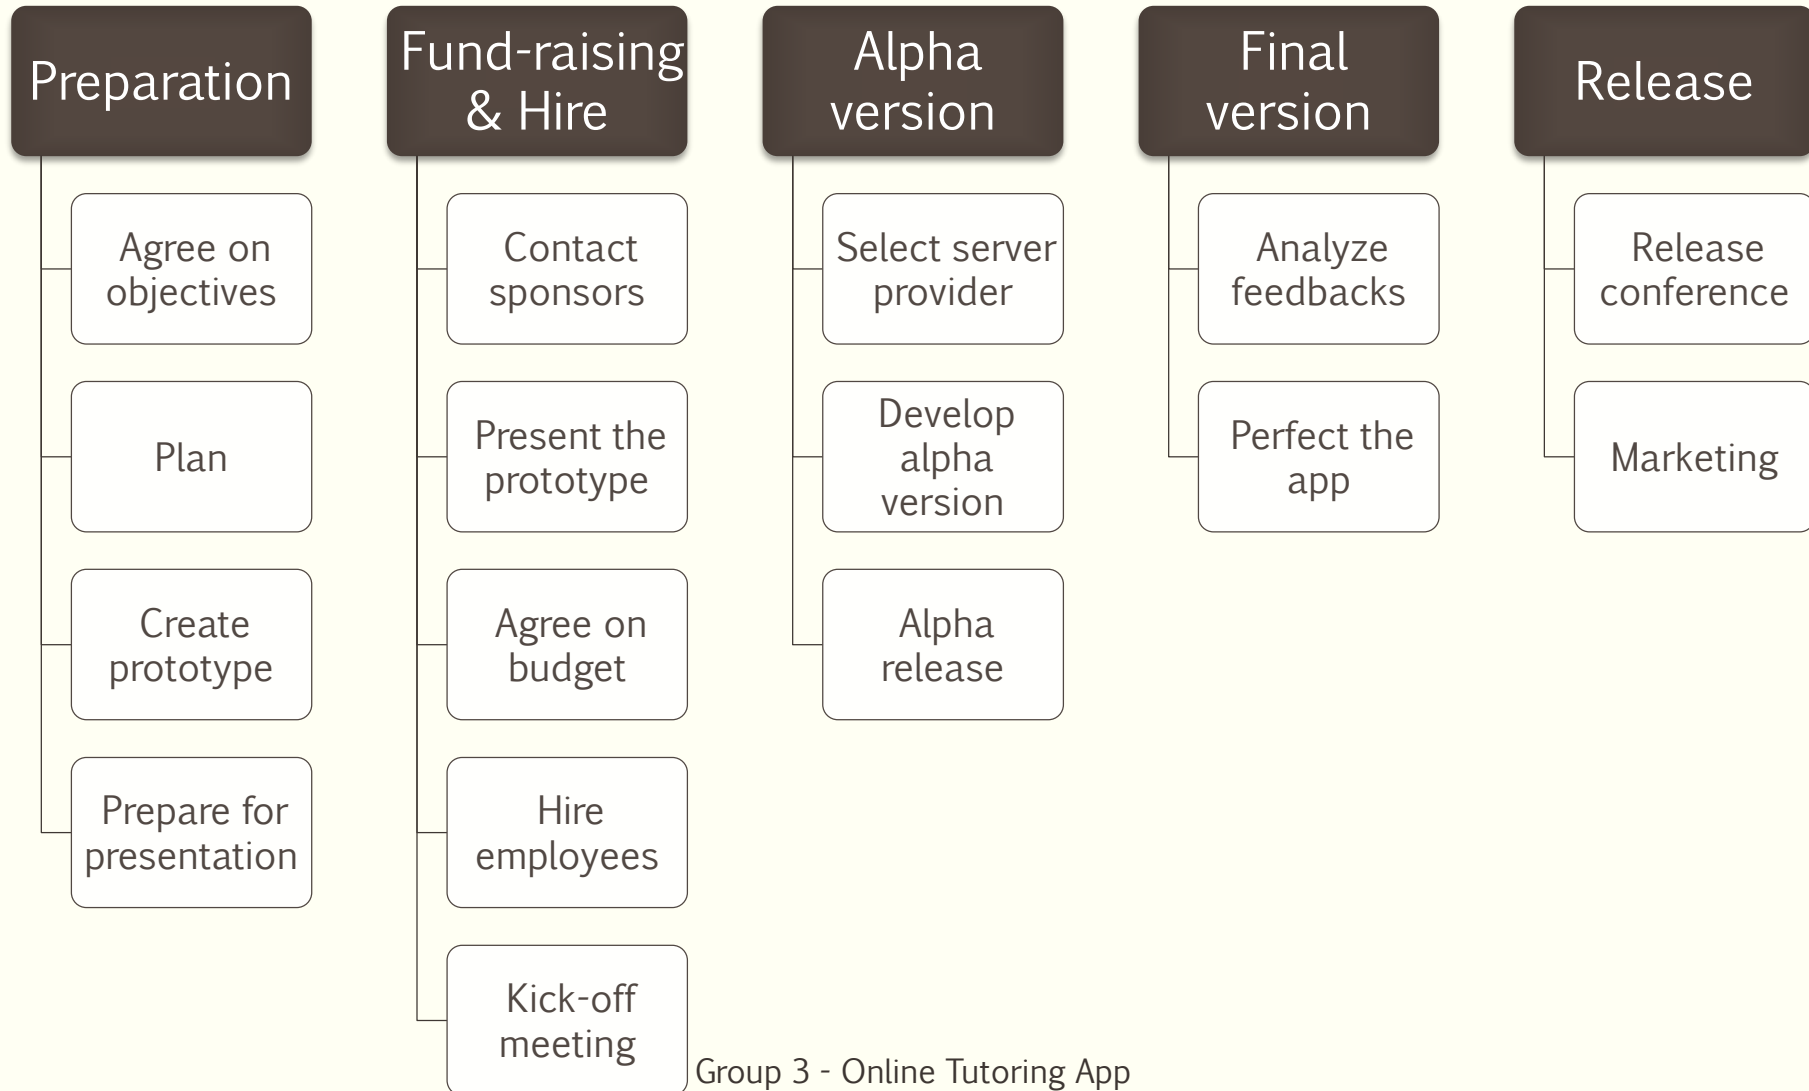 Preparation
Agree on
objectives
Plan
Create
prototype
Prepare for
presentation
Fund-raising
& Hire
Contact
sponsors
Present the
prototype
Agree on
budget
Hire
employees
Kick-off
meeting
Alpha
version
Select server
provider
Develop
alpha
version
Alpha
release
Final
version
Analyze
feedbacks
Perfect the
app
Release
Release
conference
Marketing
Group 3 - Online Tutoring App